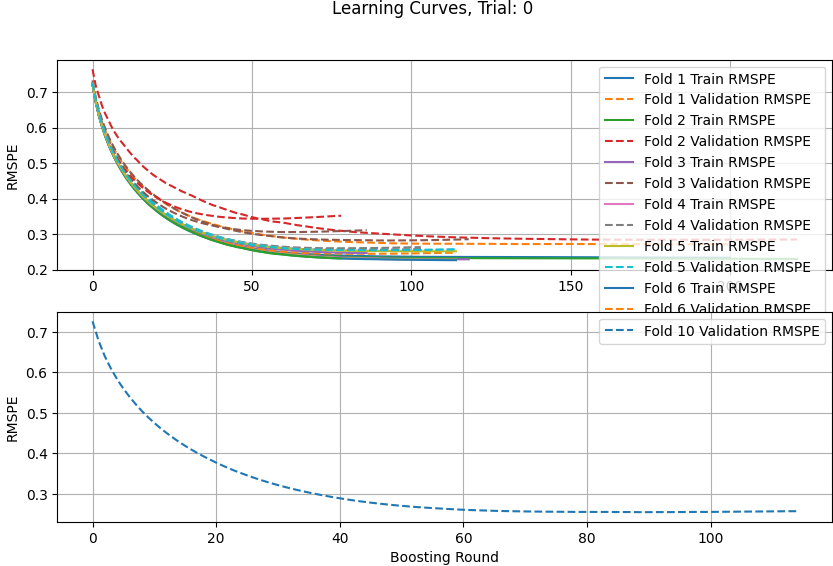 Learning Curves, Trial: 0
RMSPE
0.7
0.6
0.5
0.4
0.3
0.2
0
50
100
150
Fold 1 Train RMSPE
Fold 1 Validation RMSPE
Fold 2 Train RMSPE
Fold 2 Validation RMSPE
Fold 3 Train RMSPE
Fold 3 Validation RMSPE
Fold 4 Train RMSPE
Fold 4 Validation RMSPE
Fold 5 Train RMSPE
Fold 5 Validation RMSPE
Fold 6 Train RMSPE
Fold 6 Validation RMSPE
RMSPE
0.7
0.6
0.5
0.4
0.3
Fold 10 Validation RMSPE
0
20
40
60
80
100
Boosting Round